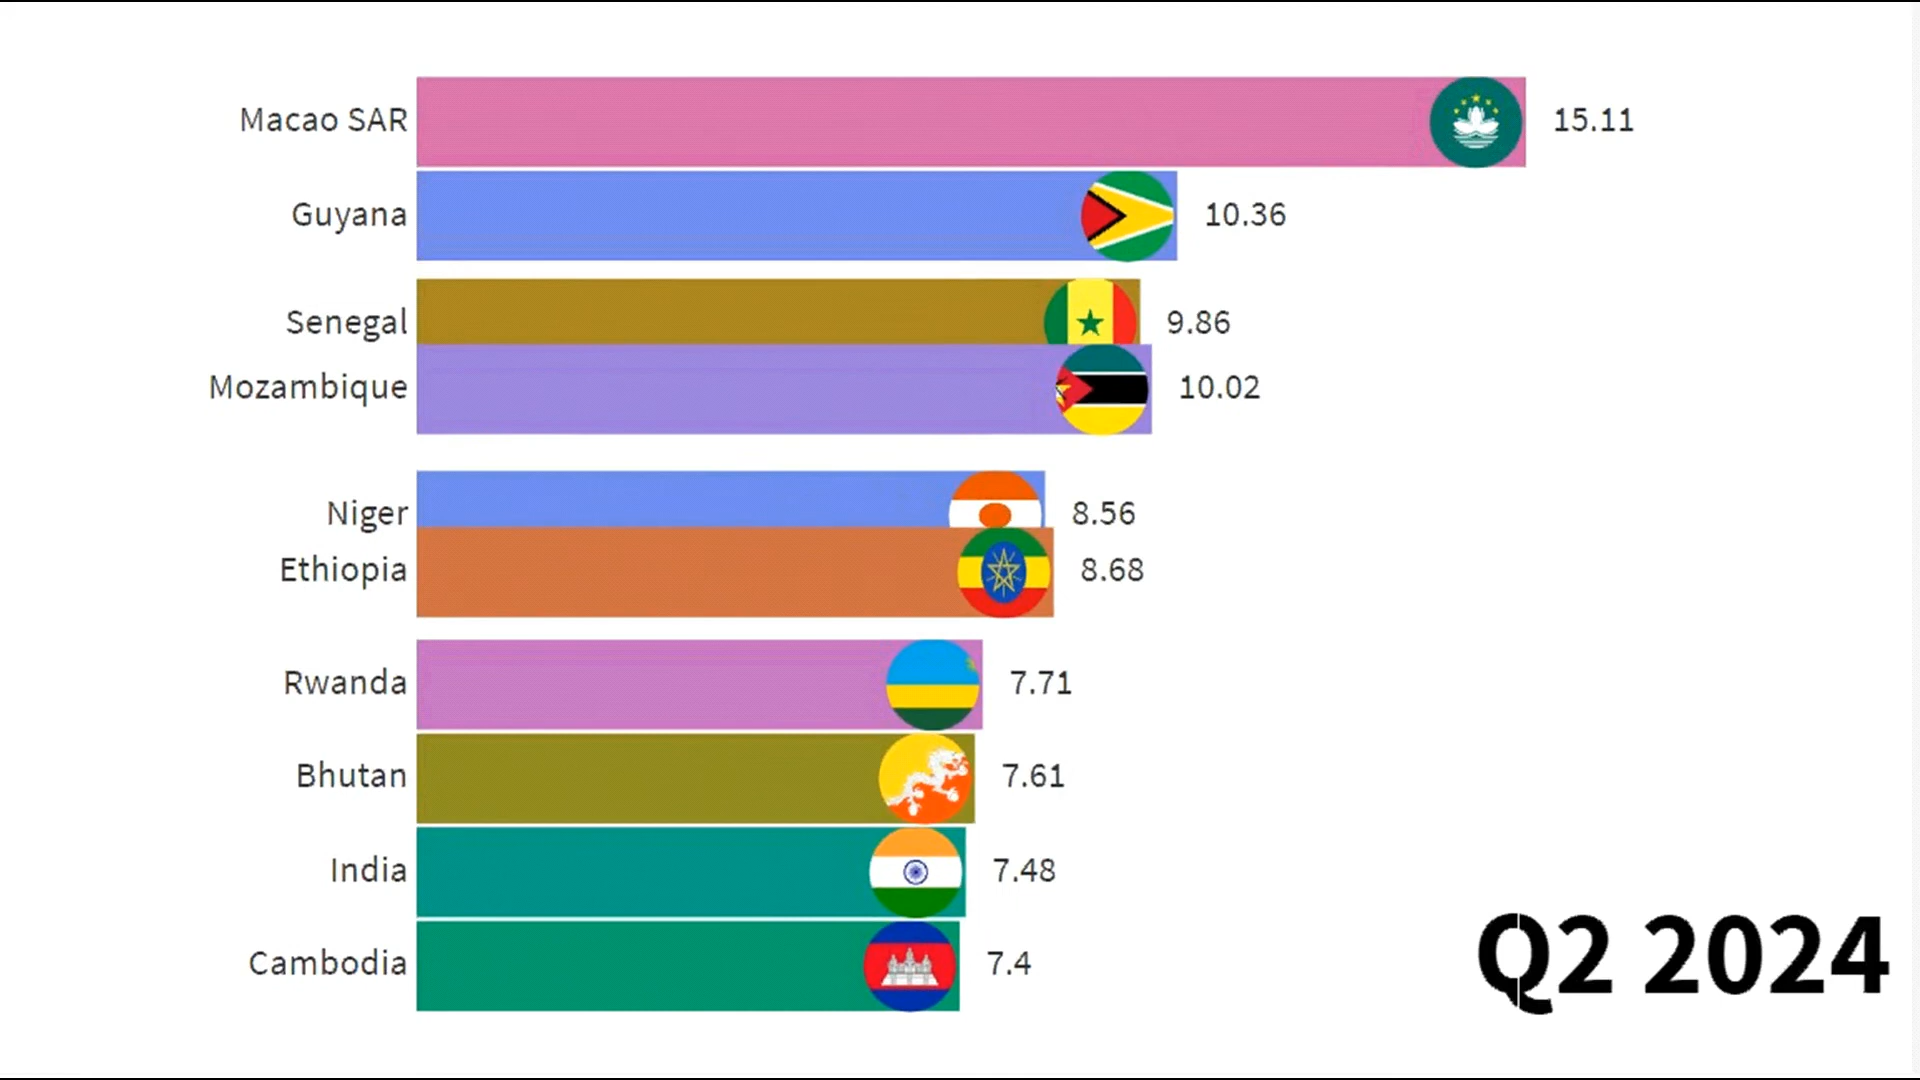 Macao SAR 15.11
Guyana 10.36
Senegal 9.86
Mozambique 10.02
Niger 8.56
Ethiopia 8.68
Rwanda 7.71
Bhutan 7.61
India 7.48
Cambodia 7.4
Q2 2024